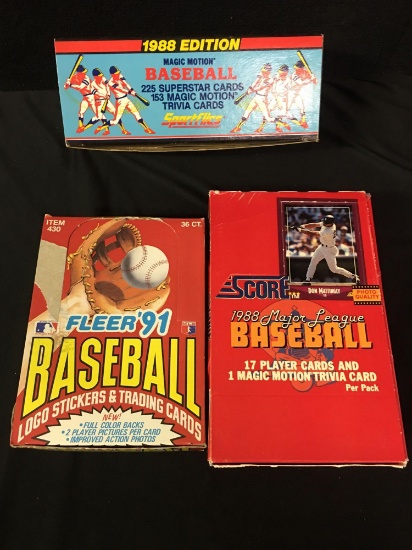 1988 EDITION
MAGIC MOTION®
BASEBALL
225 SUPERSTAR CARDS
153 MAGIC MOTION®
TRIVIA CARDS
Sportflics
ITEM
430
36 CT.
FLEER '91
BASEBALL
LOGO STICKERS & TRADING CARDS
NEW!
• FULL COLOR BACKS
• 2 PLAYER PICTURES PER CARD
• IMPROVED ACTION PHOTOS
SCORE
DON MATTINGLY
PHOTO
QUALITY
1988 Major League
BASEBALL
17 PLAYER CARDS AND
1 MAGIC MOTION TRIVIA CARD
Per Pack